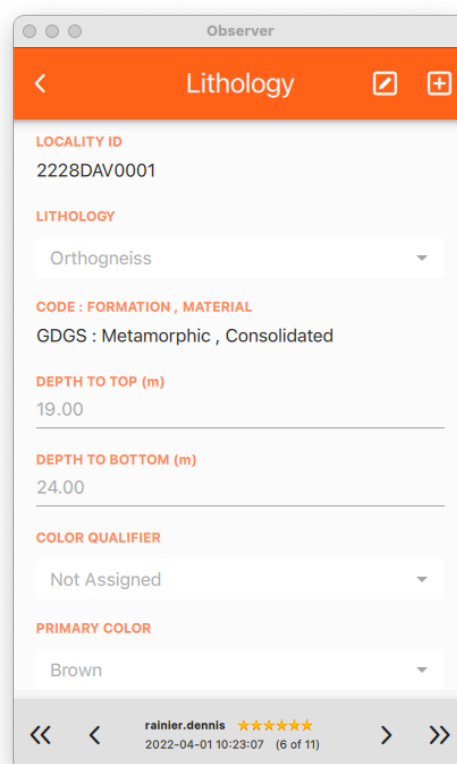 Observer
Lithology
LOCALITY ID
2228DAV0001
LITHOLOGY
Orthogneiss
CODE : FORMATION , MATERIAL
GDGS : Metamorphic , Consolidated
DEPTH TO TOP (m)
19.00
DEPTH TO BOTTOM (m)
24.00
COLOR QUALIFIER
Not Assigned
PRIMARY COLOR
Brown
rainier.dennis
2022-04-01 10:23:07 (6 of 11)